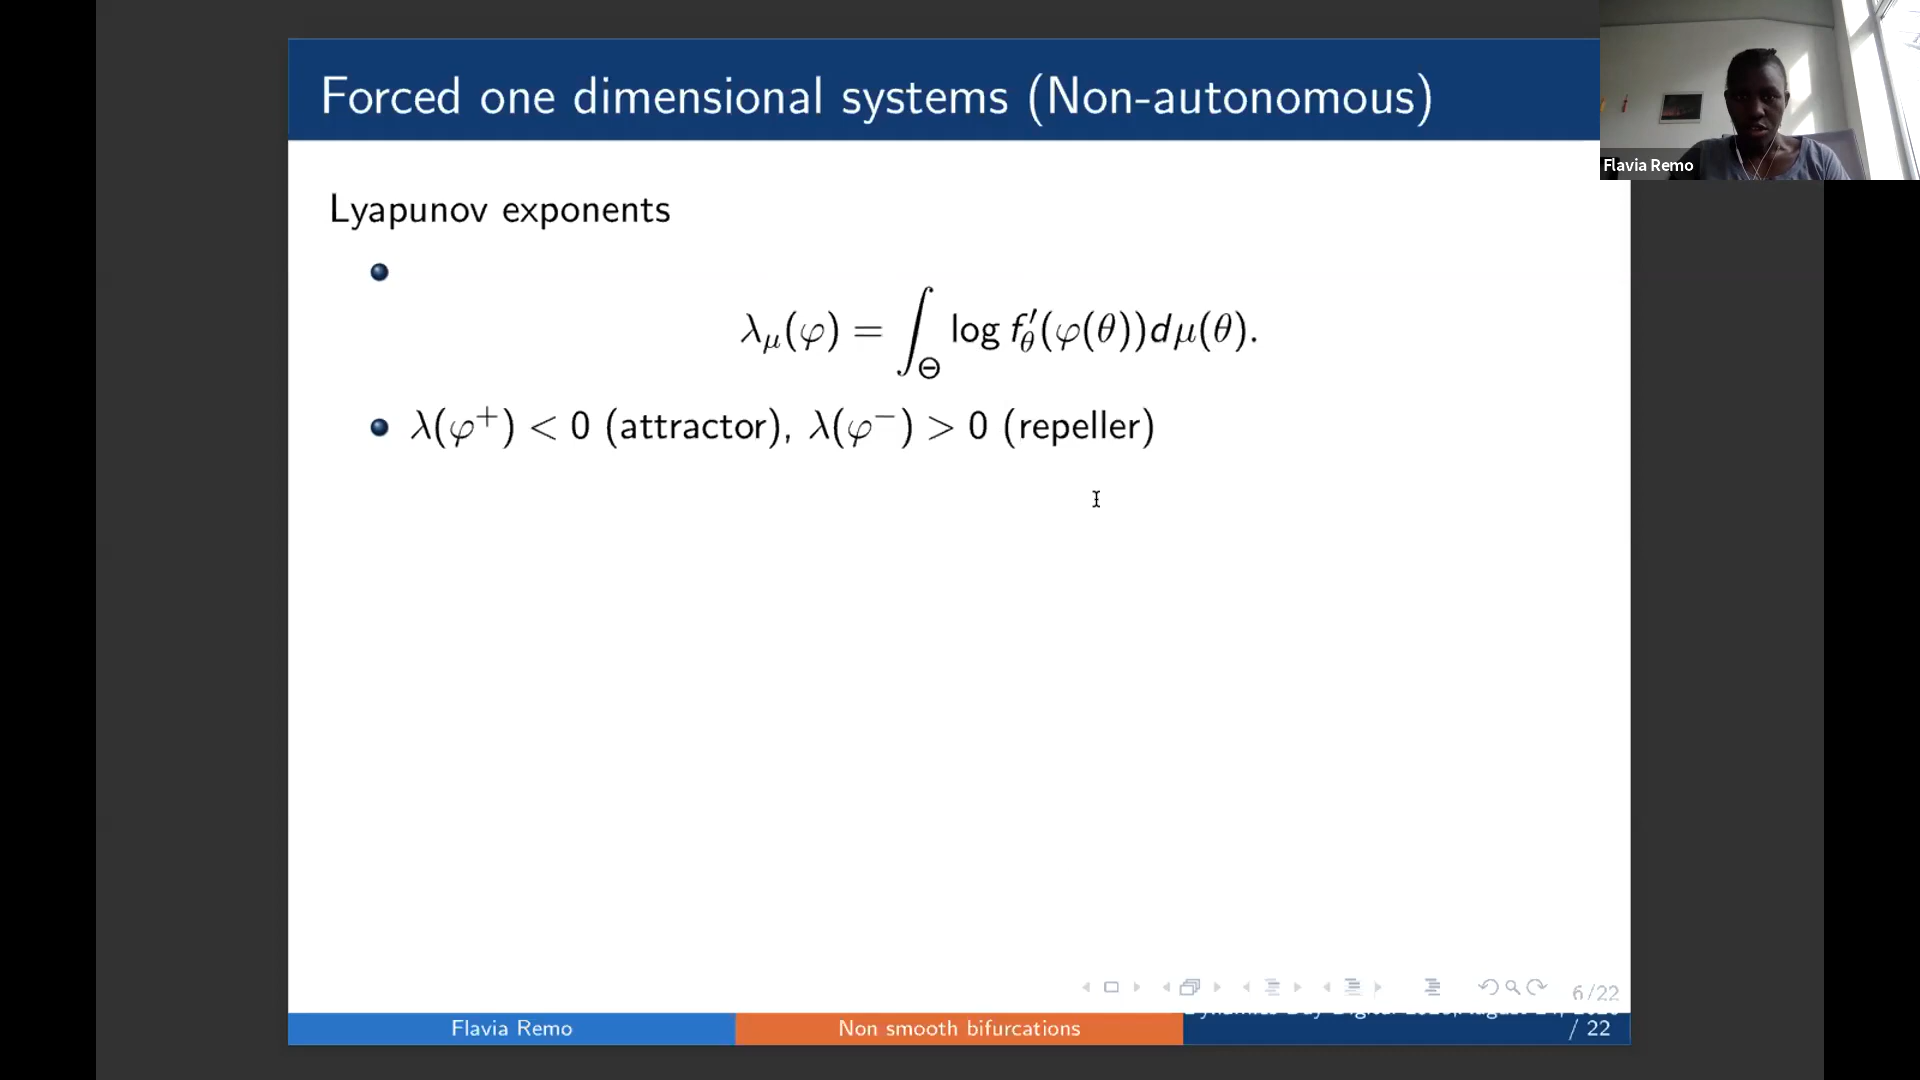 Forced one dimensional systems (Non-autonomous)
Flavia Remo
Lyapunov exponents
λ_μ(φ) = ∫_Θ log f′_θ(φ(θ))dμ(θ).
λ(φ⁺) < 0 (attractor), λ(φ⁻) > 0 (repeller)
6/22
Flavia Remo
Non smooth bifurcations
/ 22